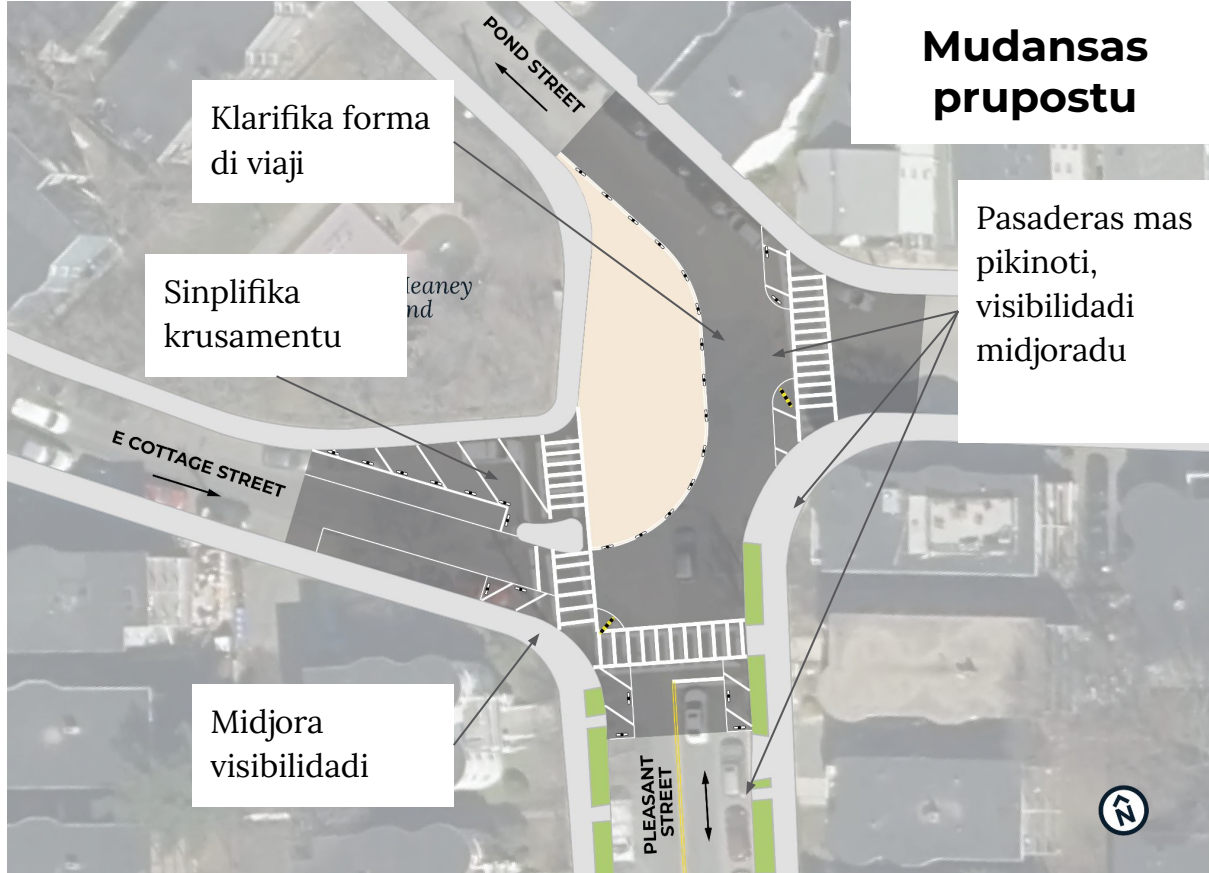 Mudansas
prupostu
POND STREET
Klarifika forma
di viaji
Pasaderas mas
pikinoti,
visibilidadi
midjoradu
Sinplifika
krusamentu
E COTTAGE STREET
Midjora
visibilidadi
PLEASANT
STREET
N